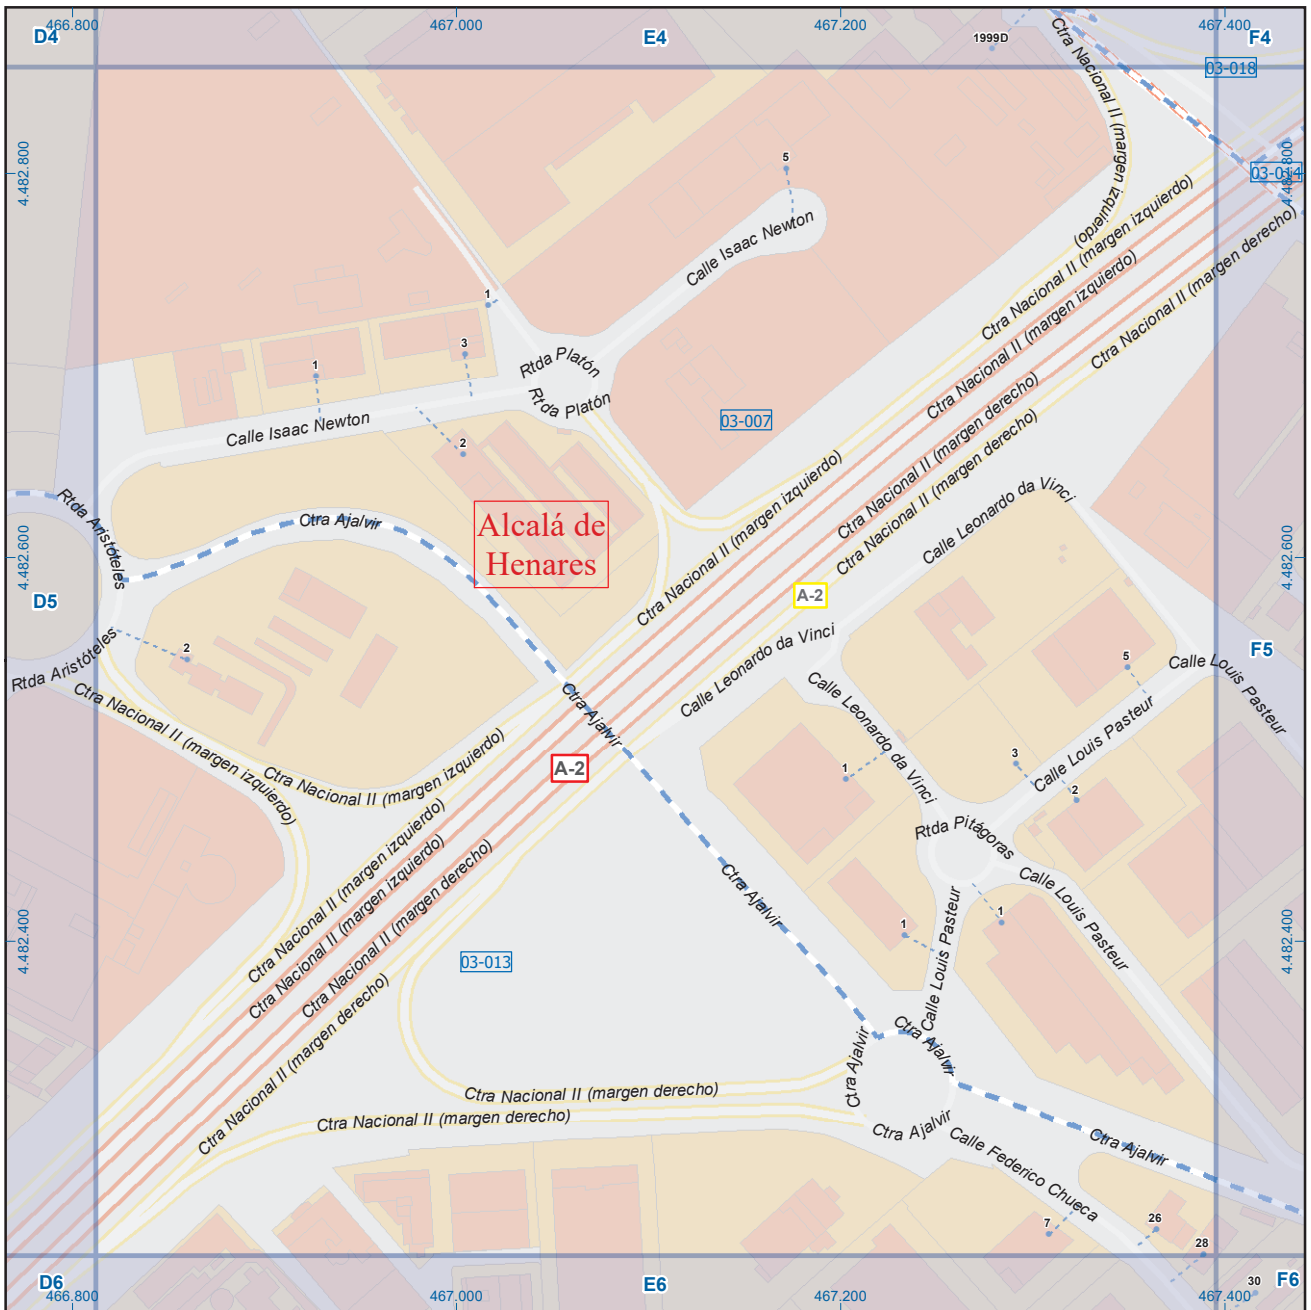 466.800
467.000
467.200
467.400
D4
E4
F4
1999D
03-018
Ctra Nacional II (margen izquierdo)
4.482.800
4.482.800
03-014
5
Calle Isaac Newton
Ctra Nacional II (margen izquierdo)
Ctra Nacional II (margen izquierdo)
Ctra Nacional II (margen derecho)
1
3
1
Rtda Platón
Rtda Platón
Ctra Nacional II (margen derecho)
Ctra Nacional II (margen derecho)
03-007
Calle Isaac Newton
2
Ctra Nacional II (margen izquierdo)
Calle Leonardo da Vinci
Rtda Aristóteles
Ctra Ajalvir
Alcalá de
Henares
4.482.600
4.482.600
D5
A-2
Calle Leonardo da Vinci
F5
Rtda Aristóteles
2
5
Calle Louis Pasteur
Ctra Nacional II (margen izquierdo)
Ctra Ajalvir
Calle Leonardo da Vinci
Calle Louis Pasteur
Ctra Nacional II (margen izquierdo)
A-2
1
3
2
Ctra Nacional II (margen izquierdo)
Ctra Nacional II (margen izquierdo)
Ctra Nacional II (margen derecho)
Rtda Pitágoras
Ctra Ajalvir
Calle Louis Pasteur
4.482.400
4.482.400
1
1
Calle Louis Pasteur
03-013
Ctra Nacional II (margen derecho)
Ctra Ajalvir
Ctra Ajalvir
Ctra Nacional II (margen derecho)
Ctra Nacional II (margen derecho)
Ctra Ajalvir
Calle Federico Chueca
Ctra Ajalvir
7
26
28
30
D6
E6
F6
466.800
467.000
467.200
467.400